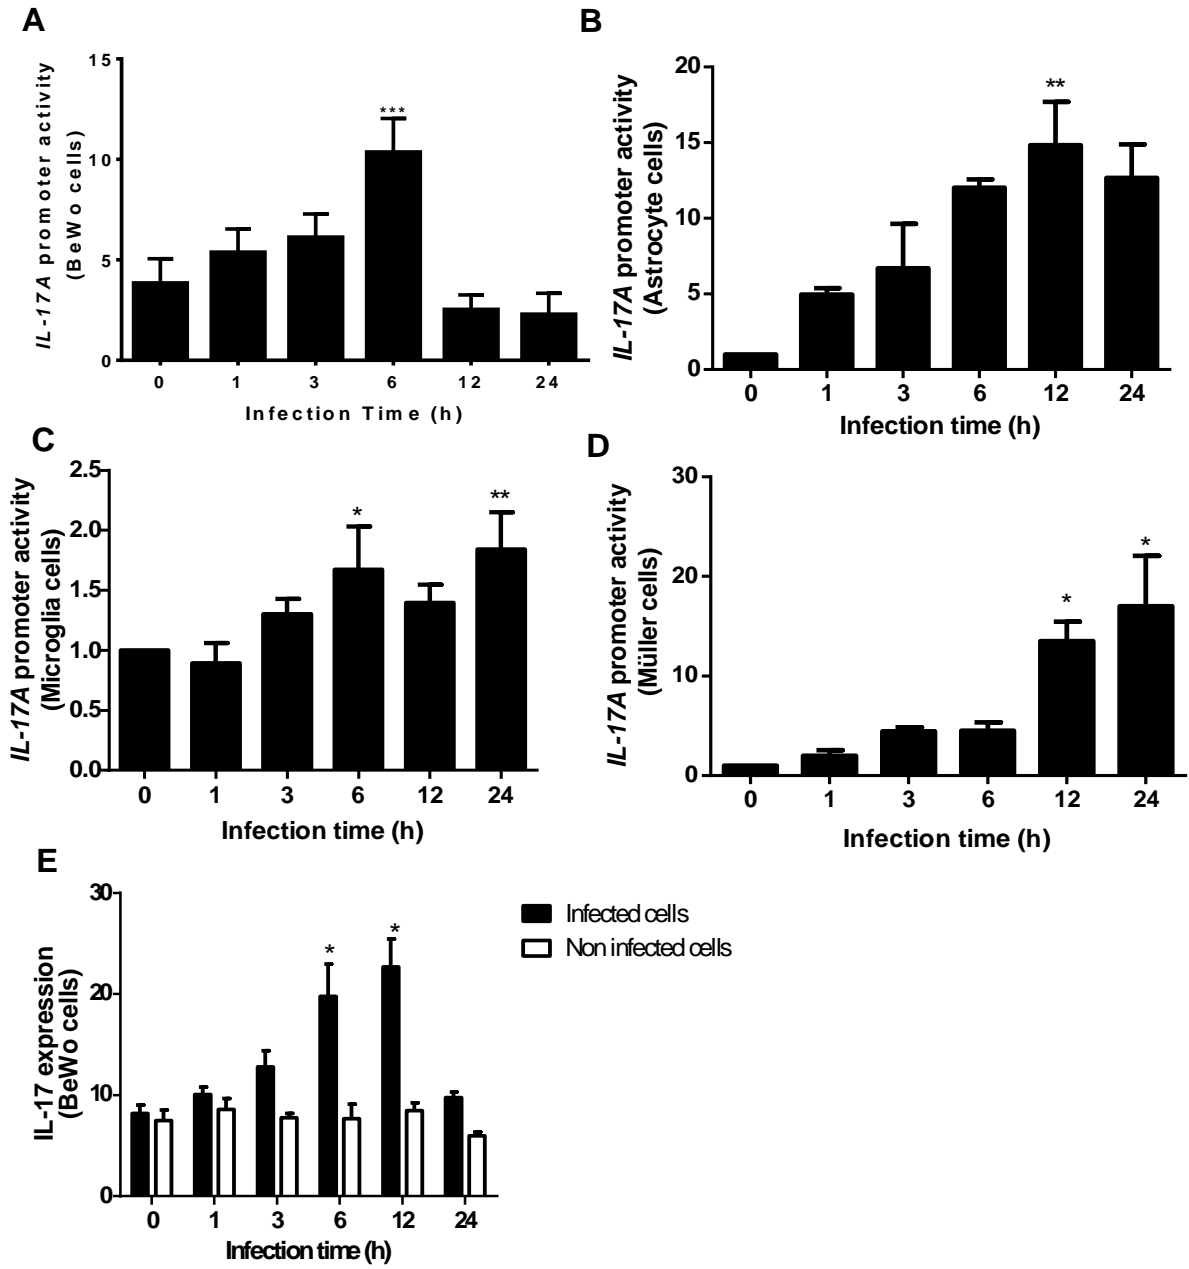 A
IL-17A promoter activity
(BeWo cells)
15
10
5
0
***
0 1 3 6 12 24
Infection Time (h)
B
IL-17A promoter activity
(Astrocyte cells)
20
15
10
5
0
**
0 1 3 6 12 24
Infection time (h)
C
IL-17A promoter activity
(Microglia cells)
2.5
2.0
1.5
1.0
0.5
0.0
* **
0 1 3 6 12 24
Infection time (h)
D
IL-17A promoter activity
(Müller cells)
30
20
10
0
* *
0 1 3 6 12 24
Infection time (h)
E
IL-17 expression
(BeWo cells)
30
20
10
0
* *
0 1 3 6 12 24
Infection time (h)
Infected cells
Non infected cells